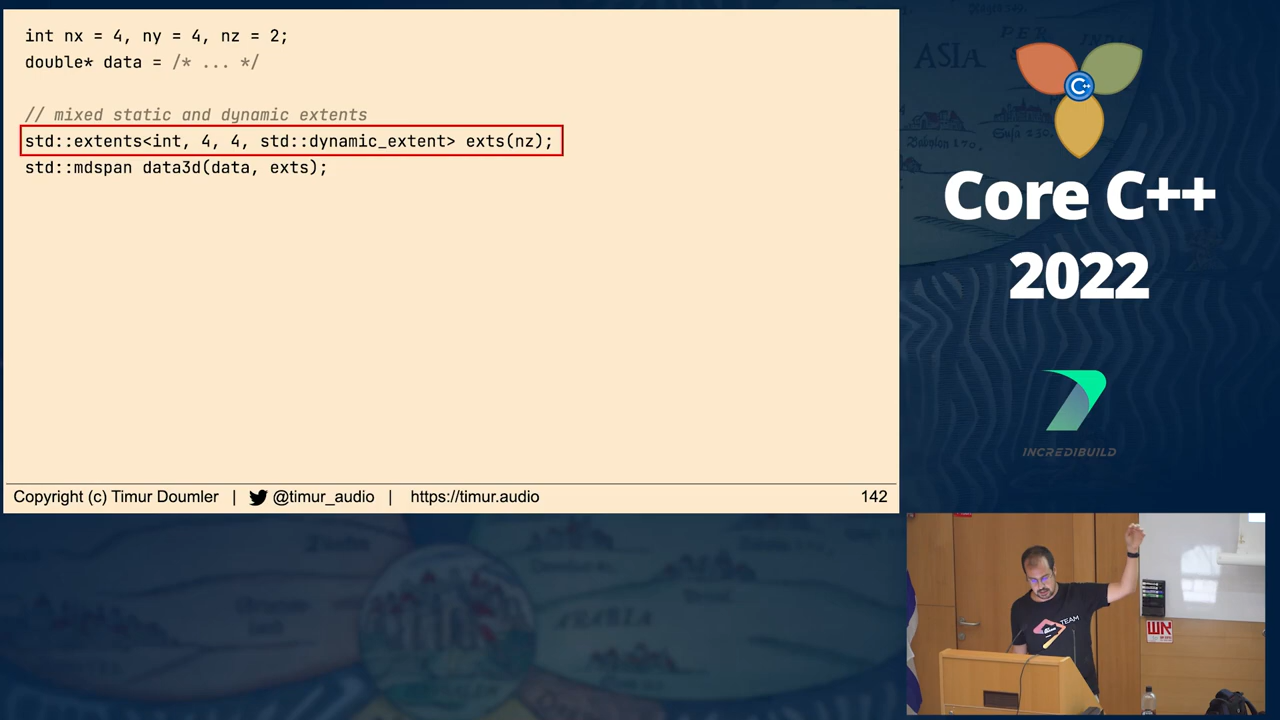 int nx = 4, ny = 4, nz = 2;
double* data = /* ... */
// mixed static and dynamic extents
std::extents<int, 4, 4, std::dynamic_extent> exts(nz);
std::mdspan data3d(data, exts);
Copyright (c) Timur Doumler | @timur_audio | https://timur.audio
142
ASIA
C++
Core C++
2022
INCREDIBUILD
ARABIA
TEAM